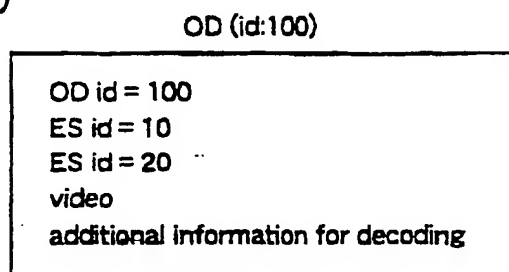 OD (id:100)
OD id = 100
ES id = 10
ES id = 20
video
additional information for decoding